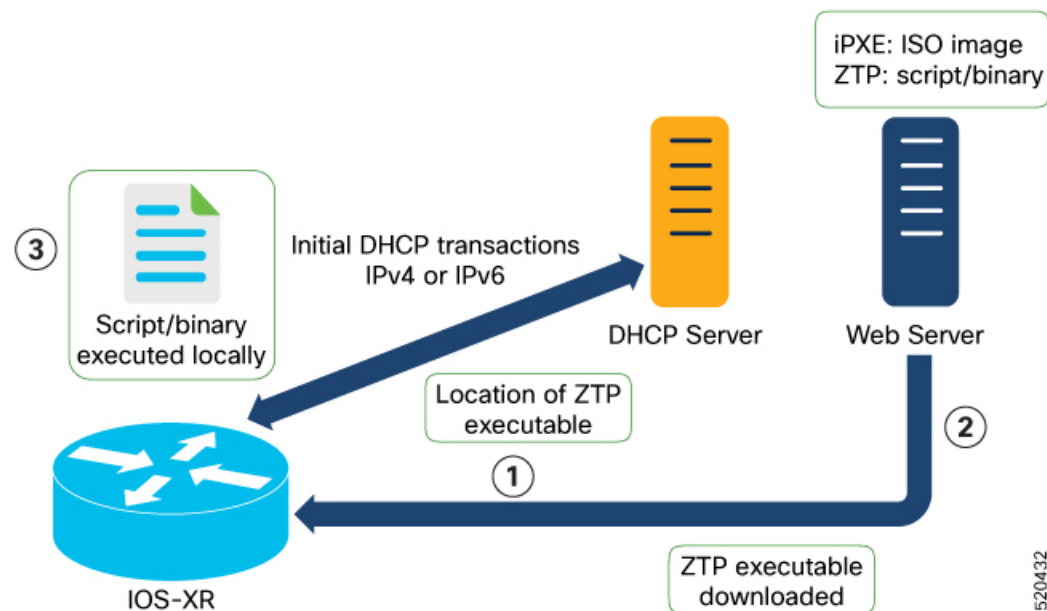 iPXE: ISO image
ZTP: script/binary
3
Script/binary
executed locally
Initial DHCP transactions
IPv4 or IPv6
DHCP Server
Web Server
Location of ZTP
executable
1
2
ZTP executable
downloaded
IOS-XR
520432